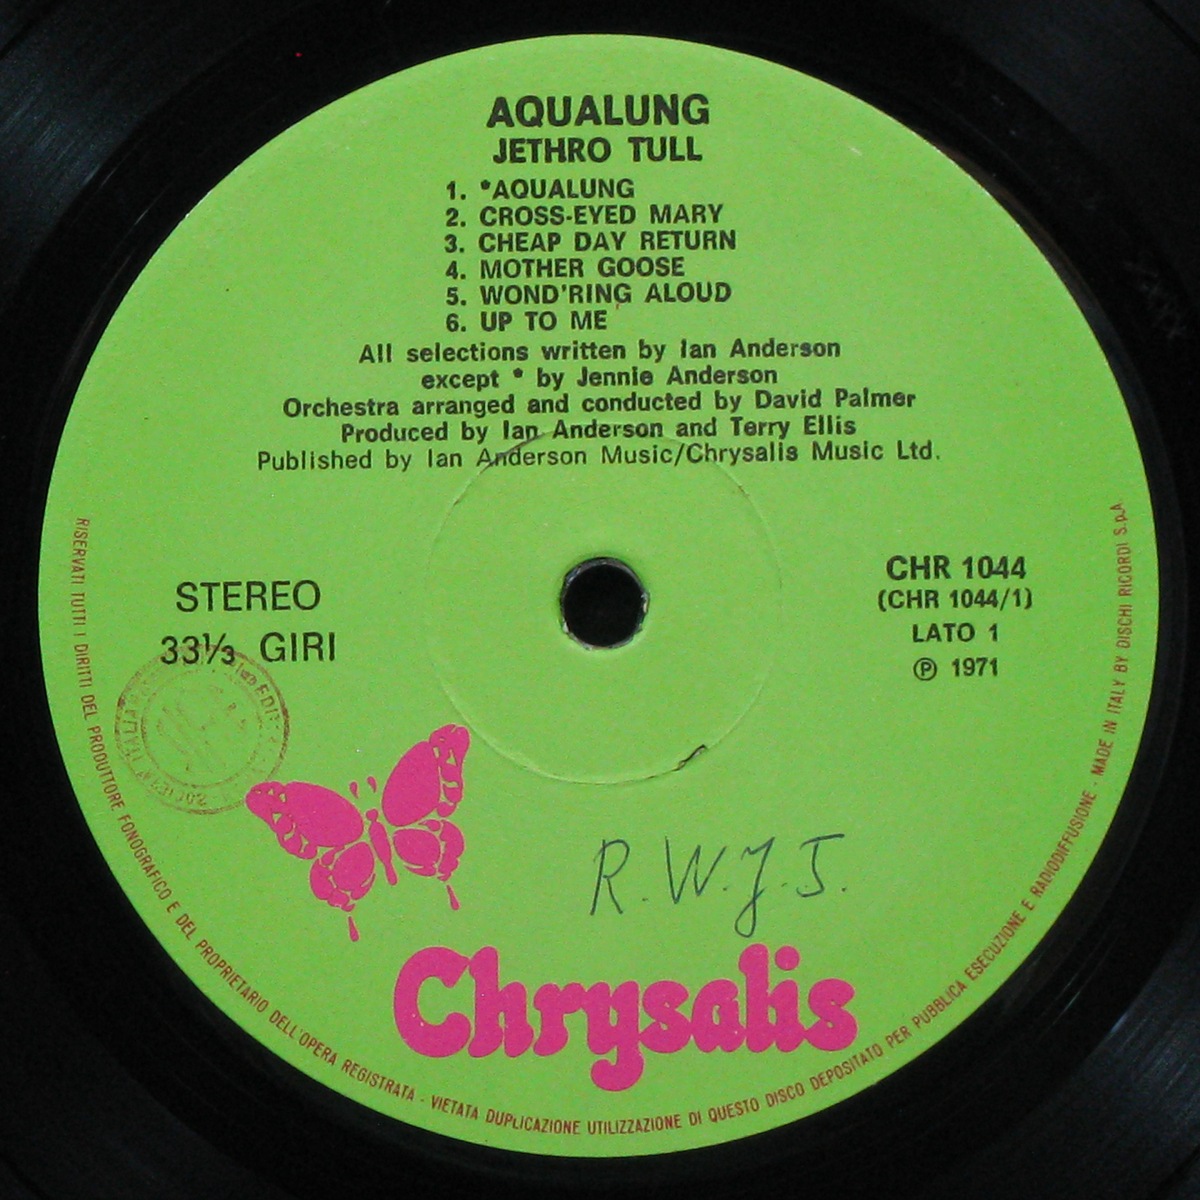 AQUALUNG
JETHRO TULL
1. *AQUALUNG
2. CROSS-EYED MARY
3. CHEAP DAY RETURN
4. MOTHER GOOSE
5. WOND'RING ALOUD
6. UP TO ME
All selections written by Ian Anderson
except * by Jennie Anderson
Orchestra arranged and conducted by David Palmer
Produced by Ian Anderson and Terry Ellis
Published by Ian Anderson Music/Chrysalis Music Ltd.
STEREO
33⅓ GIRI
CHR 1044
(CHR 1044/1)
LATO 1
Ⓟ 1971
R.W.J.J.
Chrysalis
RISERVATI TUTTI I DIRITTI DEL PRODUTTORE FONOGRAFICO E DEL PROPRIETARIO DELL'OPERA REGISTRATA - VIETATA DUPLICAZIONE UTILIZZAZIONE DI QUESTO DISCO DEPOSITATO PER PUBBLICA ESECUZIONE E RADIODIFFUSIONE - MADE IN ITALY BY DISCHI RICORDI S.p.A.